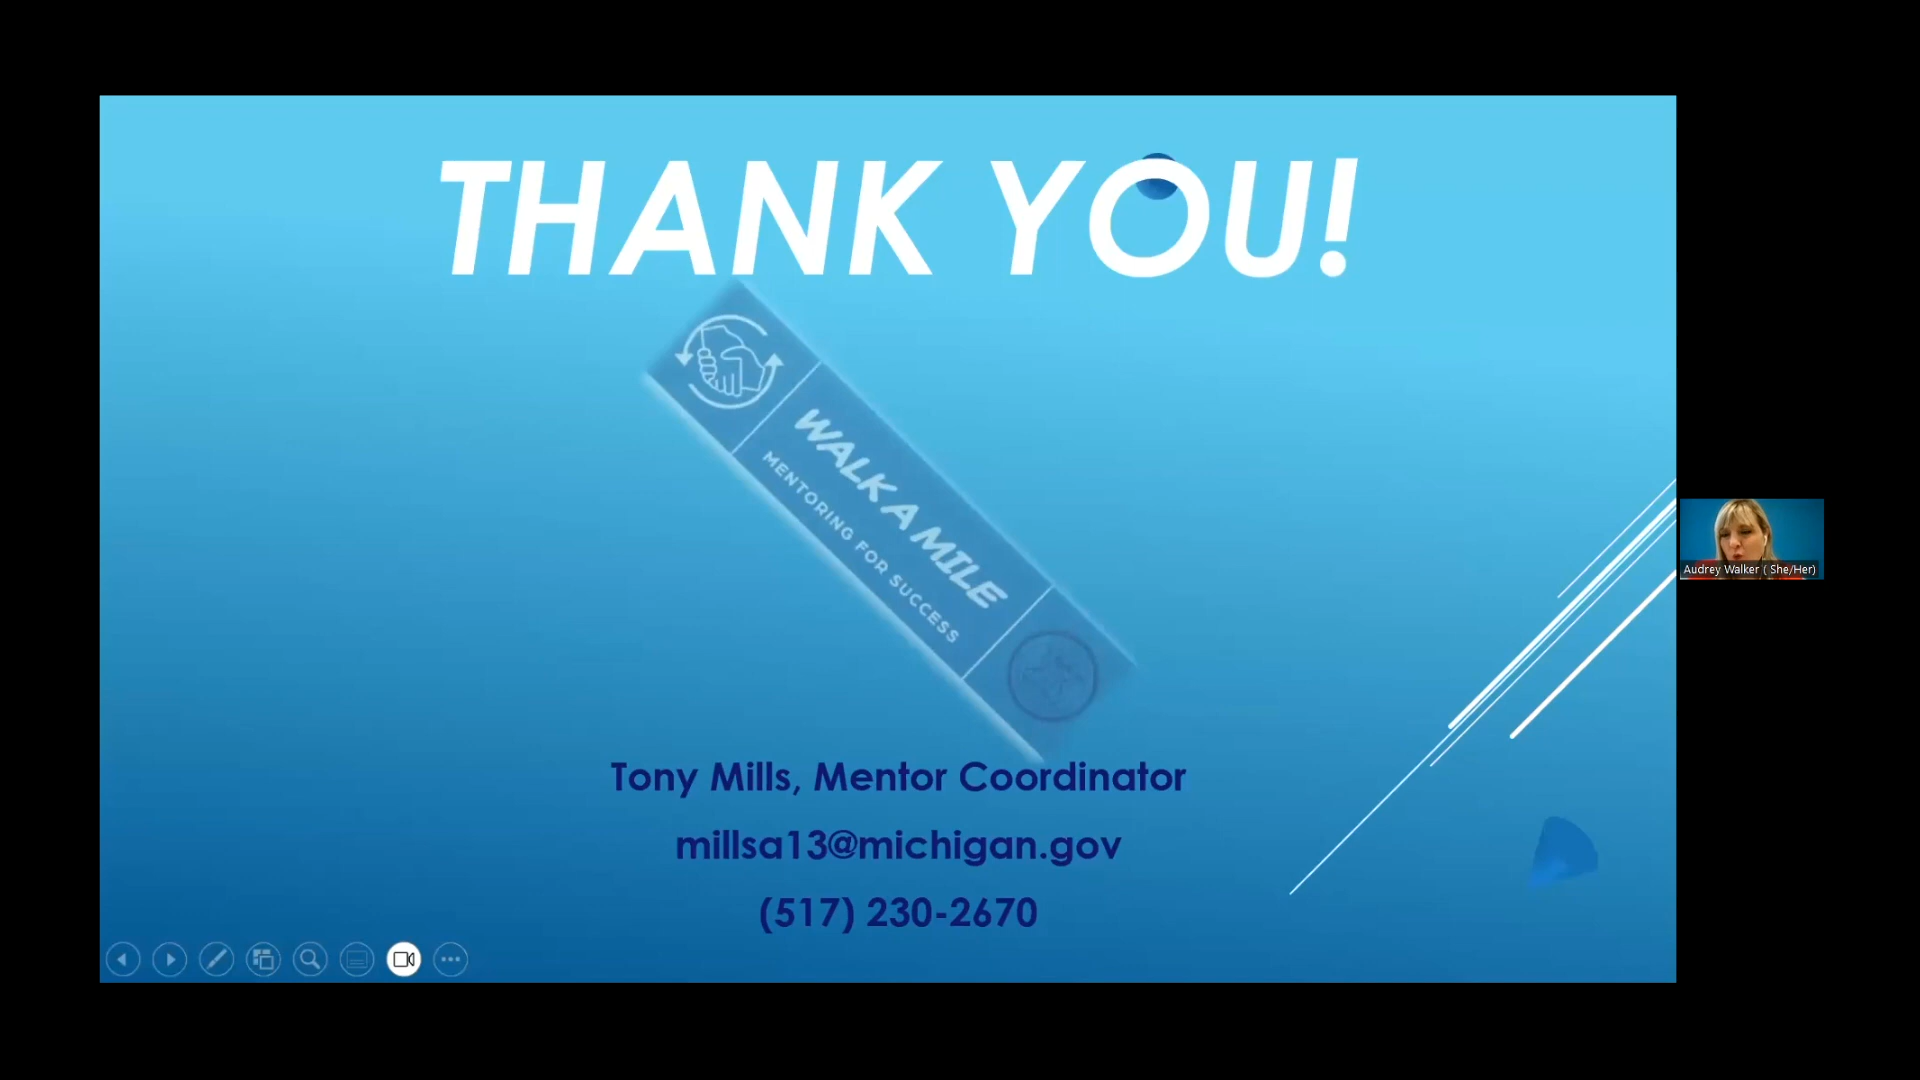 THANK YOU!
WALK A MILE
MENTORING FOR SUCCESS
Tony Mills, Mentor Coordinator
millsa13@michigan.gov
(517) 230-2670
Audrey Walker ( She/Her)